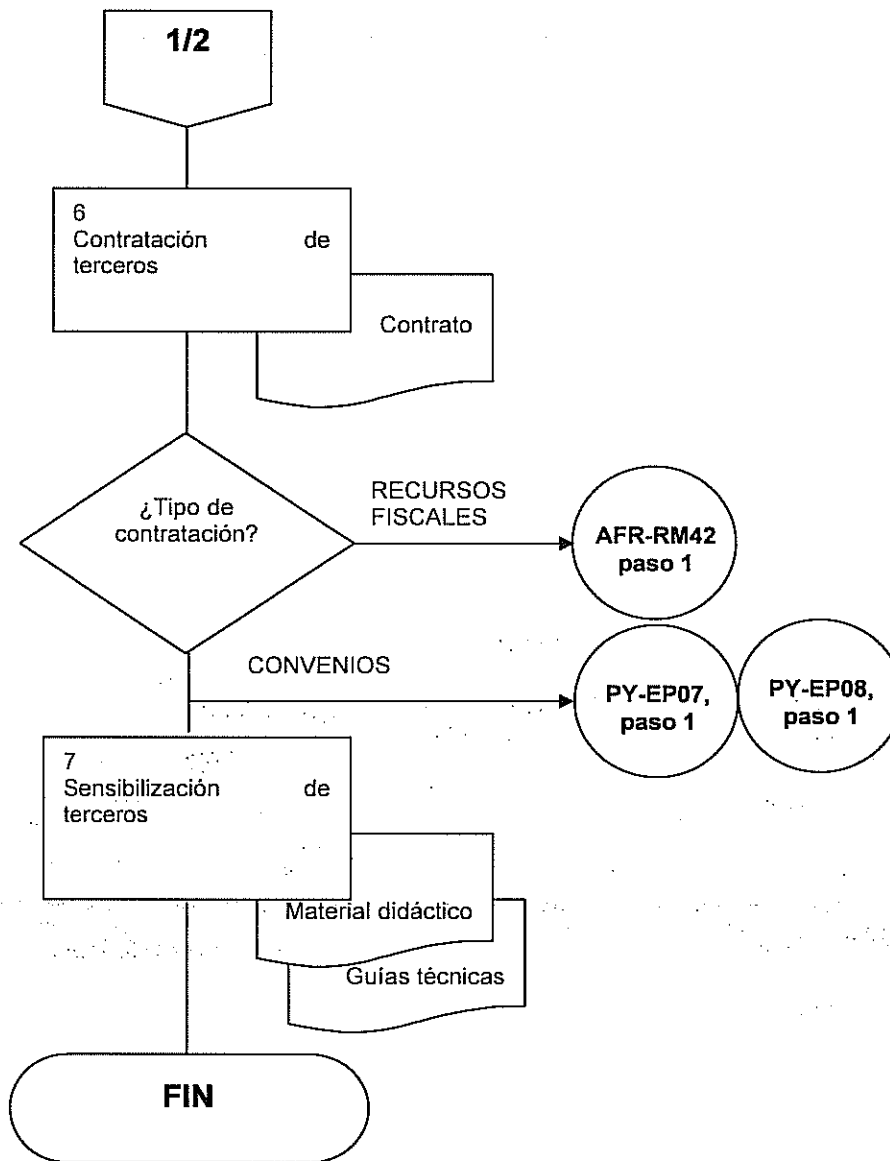 1/2
6
Contratación de
terceros
Contrato
¿Tipo de
contratación?
RECURSOS
FISCALES
AFR-RM42
paso 1
CONVENIOS
PY-EP07,
paso 1
PY-EP08,
paso 1
7
Sensibilización de
terceros
Material didáctico
Guías técnicas
FIN